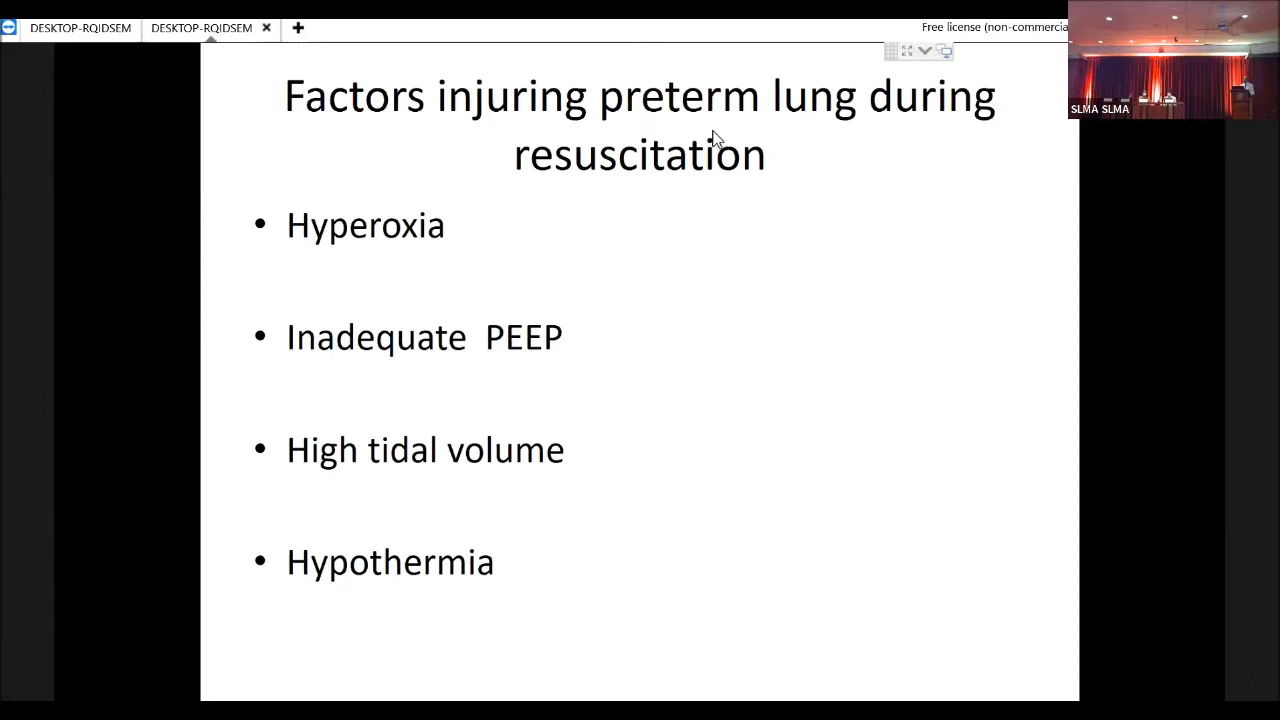 DESKTOP-RQIDSEM DESKTOP-RQIDSEM Free license (non-commercia
SLMA SLMA
Factors injuring preterm lung during
resuscitation
• Hyperoxia
• Inadequate PEEP
• High tidal volume
• Hypothermia